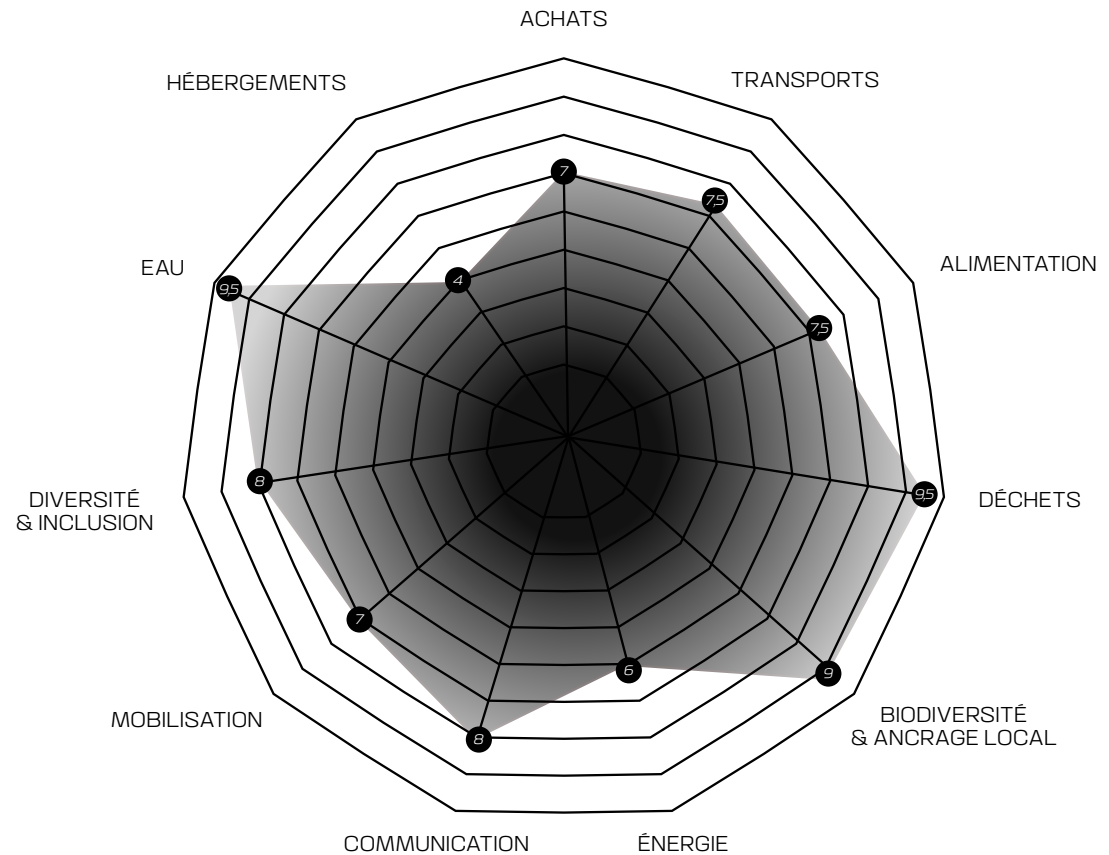 ACHATS
HÉBERGEMENTS
TRANSPORTS
7
7,5
EAU
ALIMENTATION
9,5
4
7,5
8
DIVERSITÉ
& INCLUSION
9,5
DÉCHETS
7
6
9
MOBILISATION
8
BIODIVERSITÉ
& ANCRAGE LOCAL
COMMUNICATION
ÉNERGIE